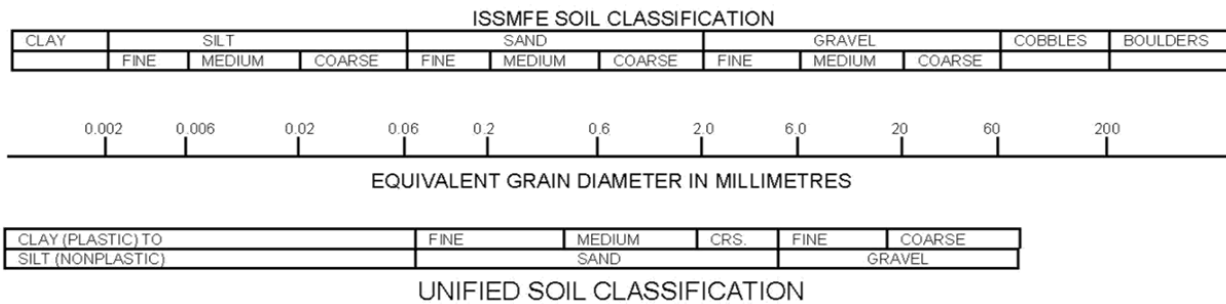 ISSMFE SOIL CLASSIFICATION
CLAY SILT SAND GRAVEL COBBLES BOULDERS
FINE MEDIUM COARSE FINE MEDIUM COARSE FINE MEDIUM COARSE
0.002 0.006 0.02 0.06 0.2 0.6 2.0 6.0 20 60 200
EQUIVALENT GRAIN DIAMETER IN MILLIMETRES
CLAY (PLASTIC) TO FINE MEDIUM CRS. FINE COARSE
SILT (NONPLASTIC) SAND GRAVEL
UNIFIED SOIL CLASSIFICATION